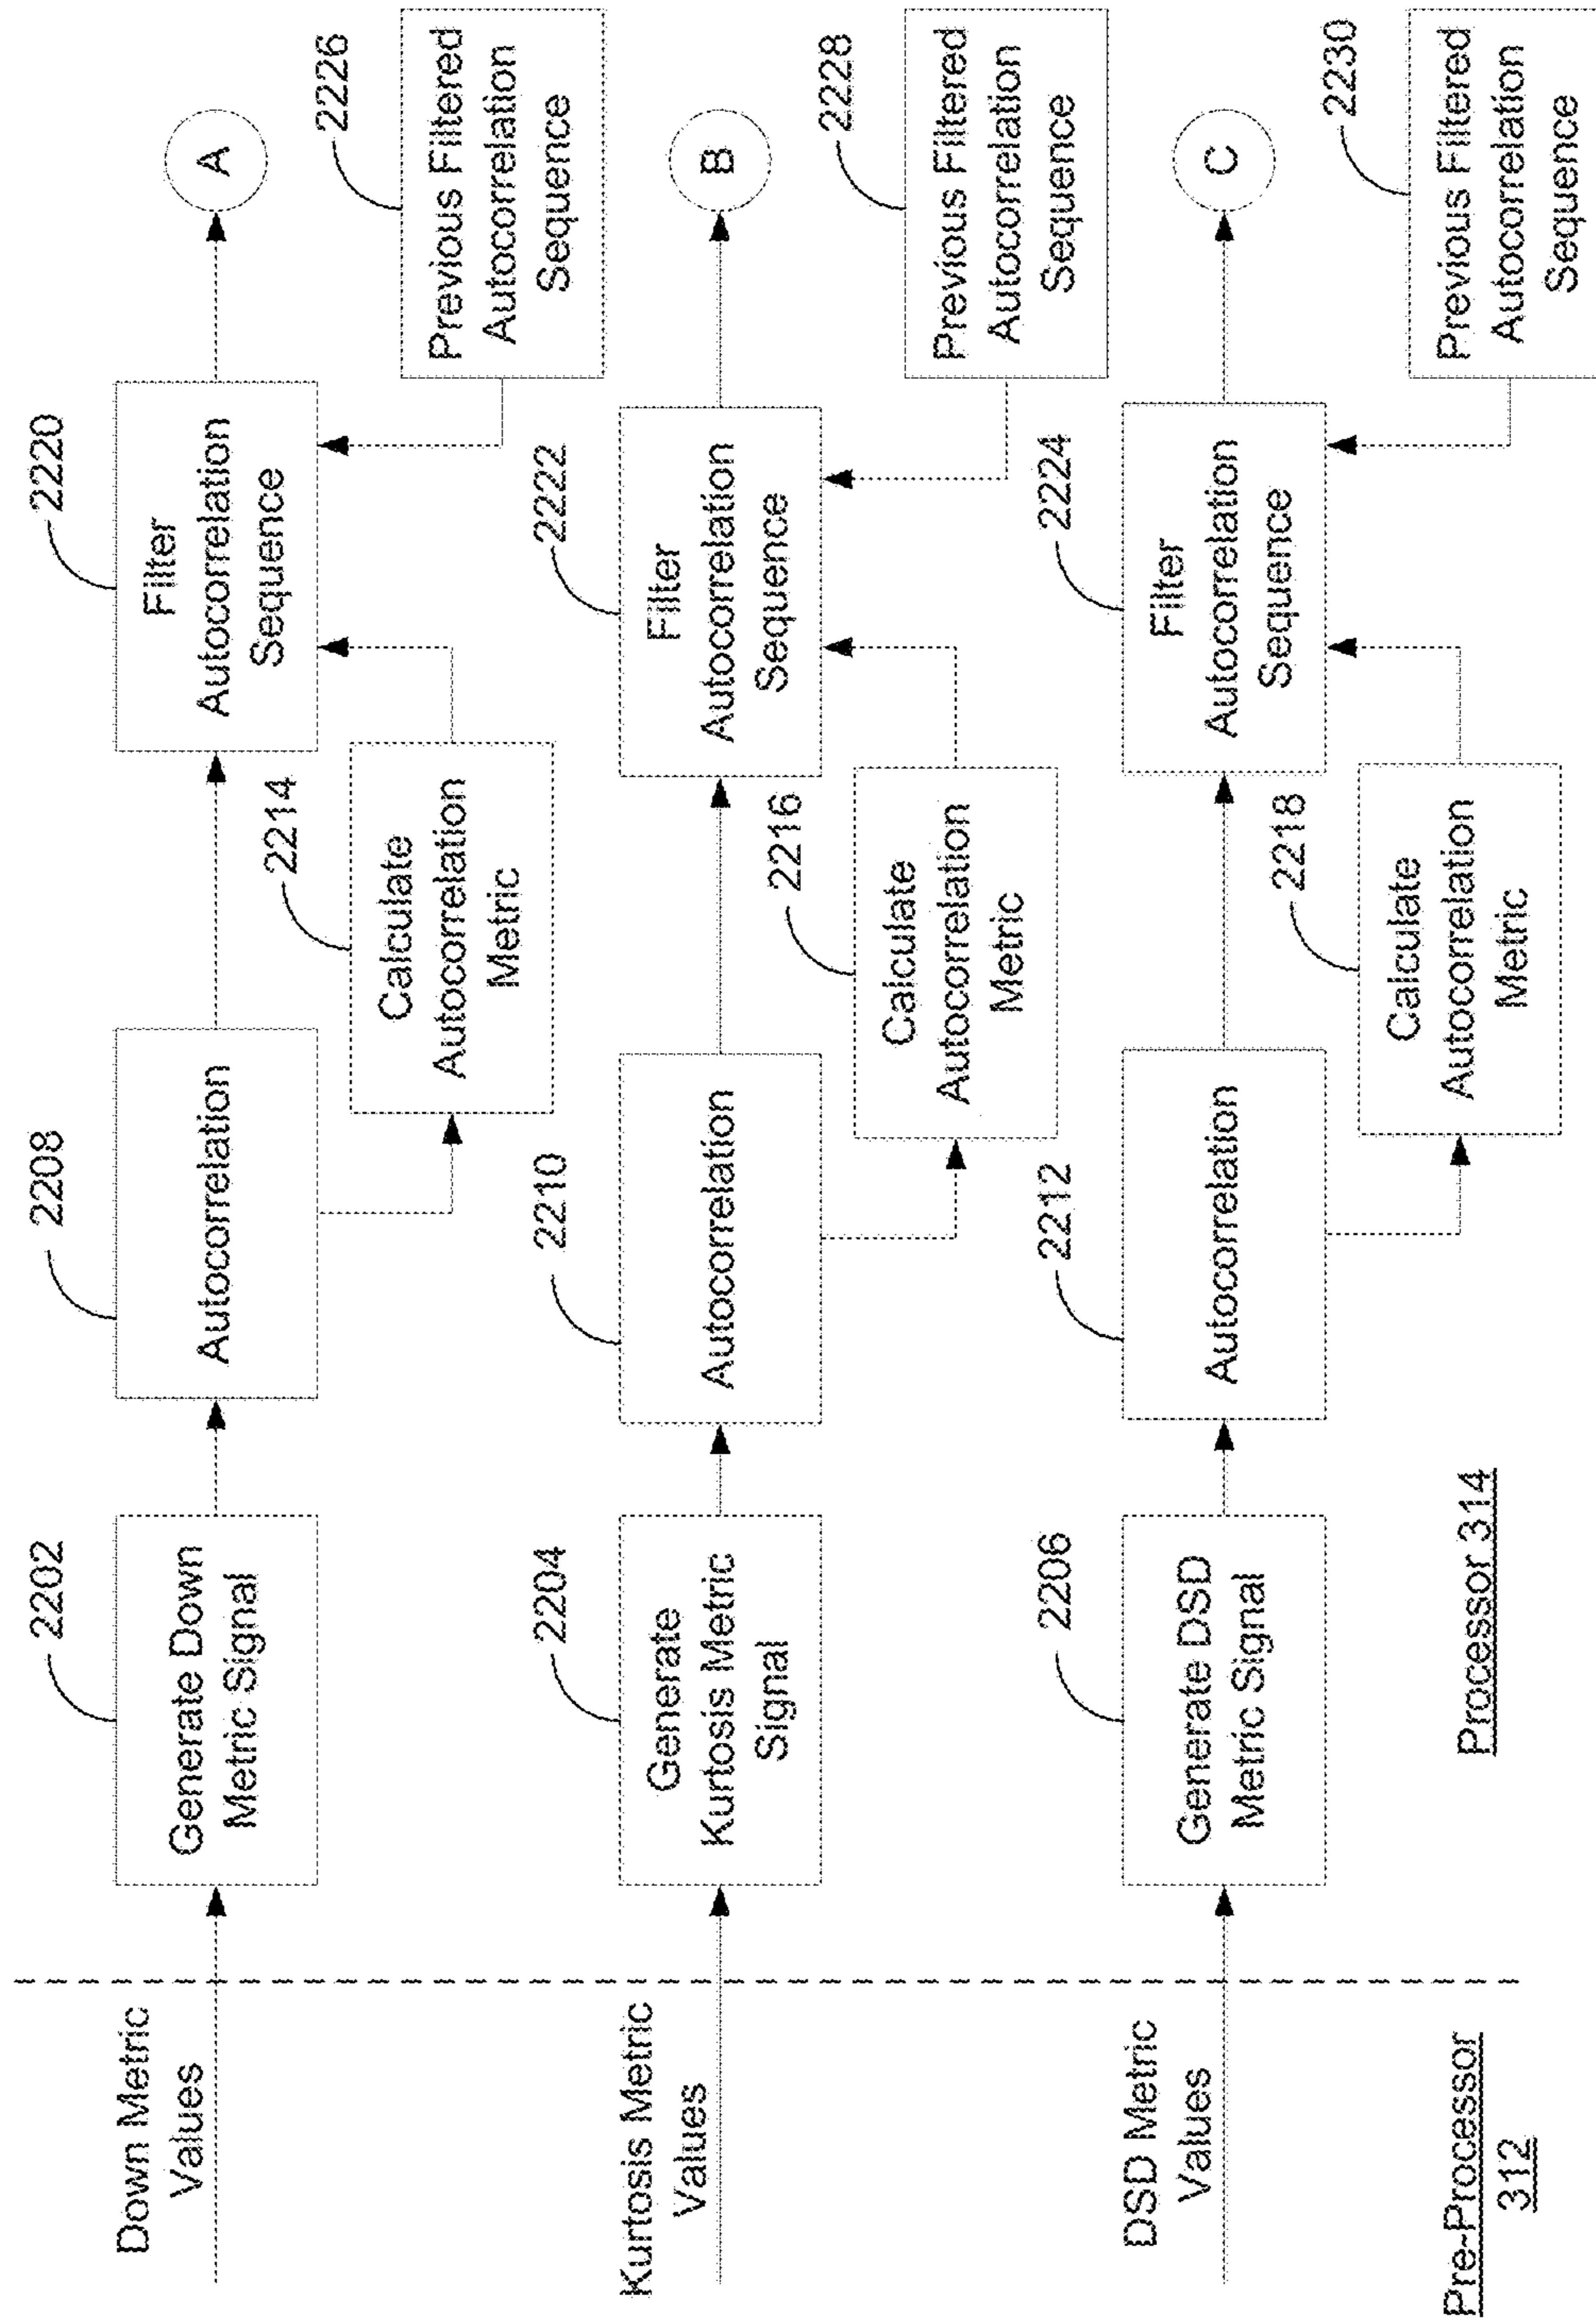 Down Metric
Values
2202
Generate Down
Metric Signal
2208
Autocorrelation
2214
Calculate
Autocorrelation
Metric
2220
Filter
Autocorrelation
Sequence
A
2226
Previous Filtered
Autocorrelation
Sequence
Kurtosis Metric
Values
2204
Generate
Kurtosis Metric
Signal
2210
Autocorrelation
2216
Calculate
Autocorrelation
Metric
2222
Filter
Autocorrelation
Sequence
B
2228
Previous Filtered
Autocorrelation
Sequence
DSD Metric
Values
2206
Generate DSD
Metric Signal
2212
Autocorrelation
2218
Calculate
Autocorrelation
Metric
2224
Filter
Autocorrelation
Sequence
C
2230
Previous Filtered
Autocorrelation
Sequence
Pre-Processor
312
Processor 314